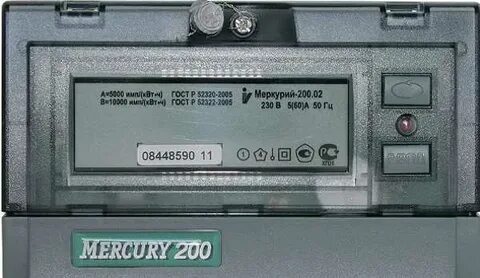 A=5000 имп/(кВт•ч) ГОСТ Р 52320-2005
B=10000 имп/(кВт•ч) ГОСТ Р 52322-2005
Меркурий-200.02
230 В 5(60)А 50 Гц
08448590 11
MERCURY 200